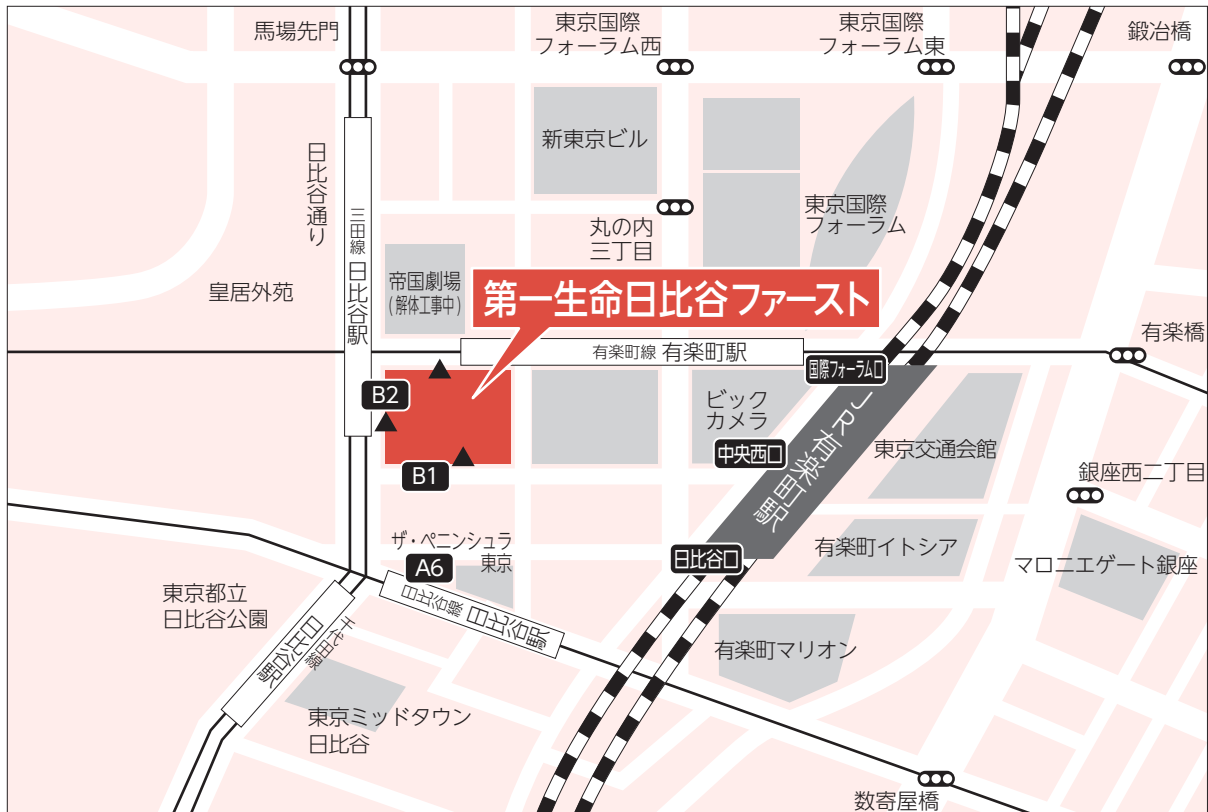 馬場先門
東京国際
フォーラム西
東京国際
フォーラム東
鍛冶橋
新東京ビル
日比谷通り
三田線 日比谷駅
丸の内
三丁目
東京国際
フォーラム
皇居外苑
帝国劇場
(解体工事中)
第一生命日比谷ファースト
有楽町線 有楽町駅
有楽橋
国際フォーラム口
B2
ビック
カメラ
JR有楽町駅
中央西口
東京交通会館
B1
銀座西二丁目
ザ・ペニンシュラ
東京
A6
日比谷口
有楽町イトシア
マロニエゲート銀座
東京都立
日比谷公園
日比谷線 日比谷駅
千代田線
日比谷駅
有楽町マリオン
東京ミッドタウン
日比谷
数寄屋橋